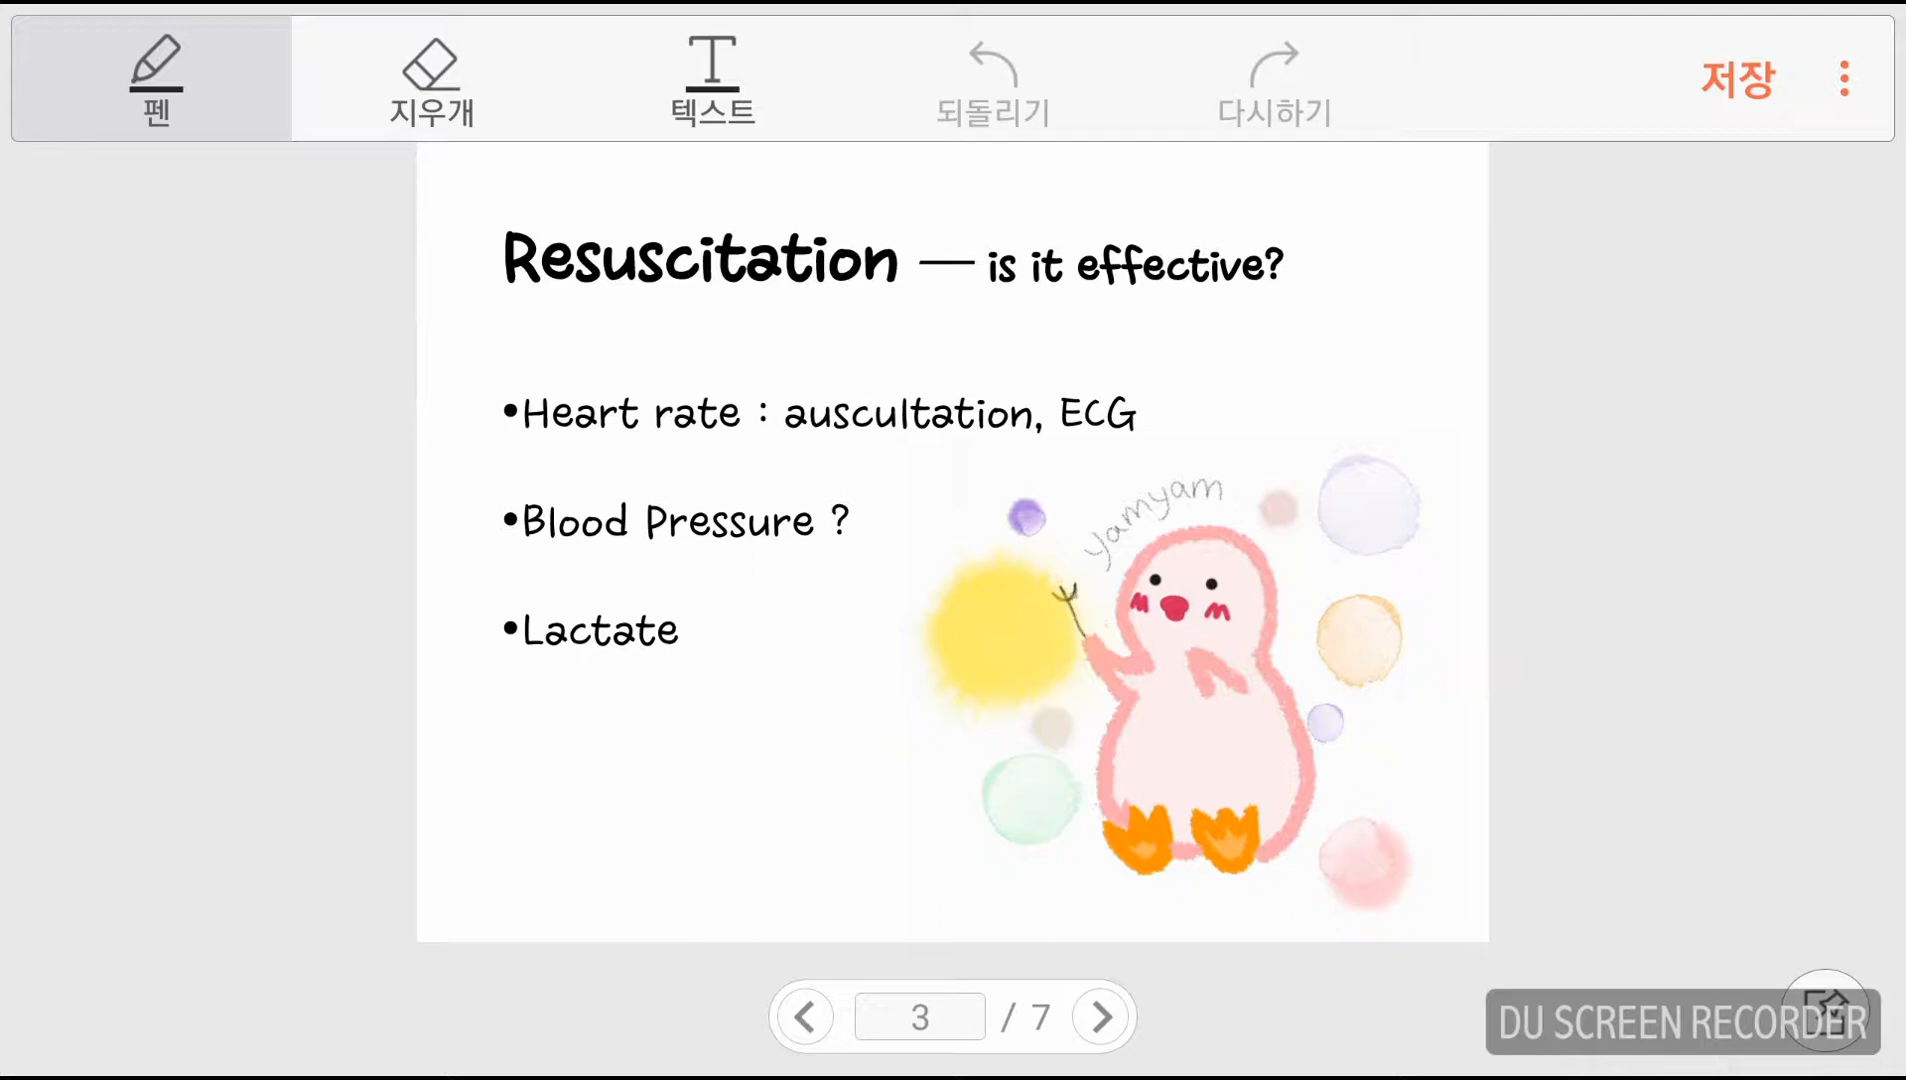 펜
지우개
텍스트
되돌리기
다시하기
저장
Resuscitation — is it effective?
•Heart rate : auscultation, ECG
yamyam
•Blood Pressure ?
•Lactate
3 / 7
DU SCREEN RECORDER